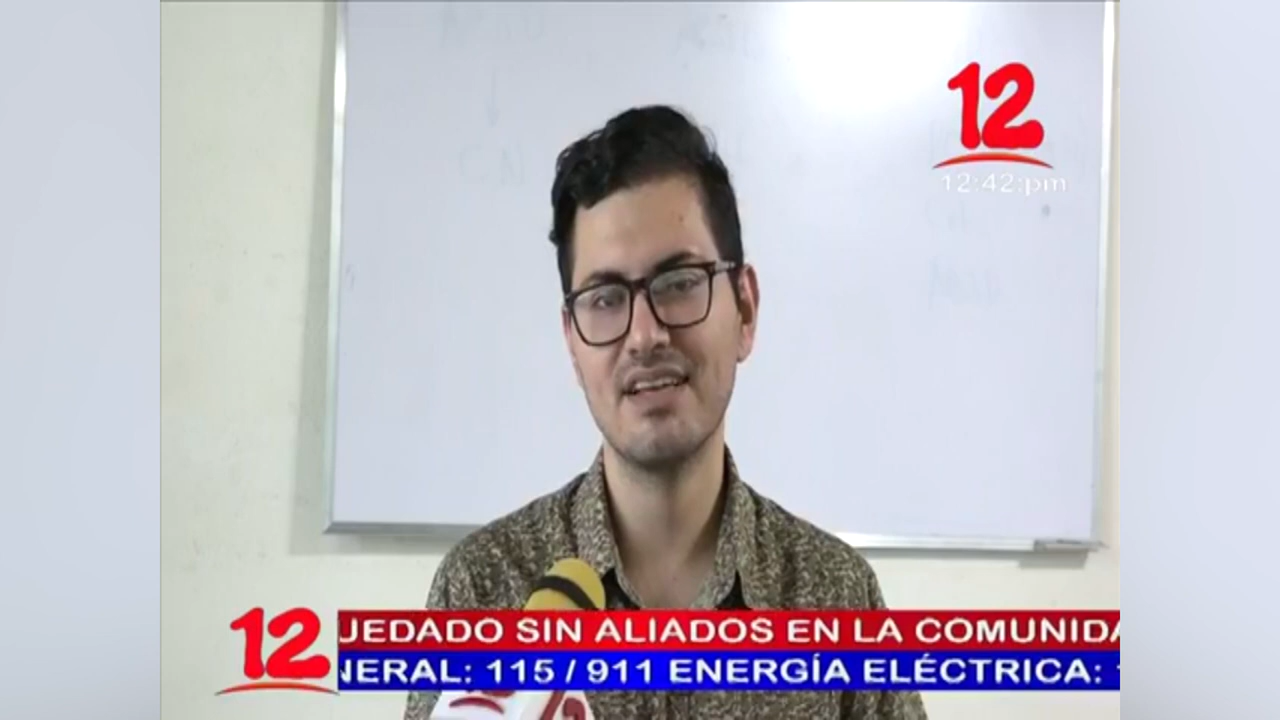 12
12:42:pm
12
UEDADO SIN ALIADOS EN LA COMUNIDA
NERAL: 115 / 911 ENERGÍA ELÉCTRICA: